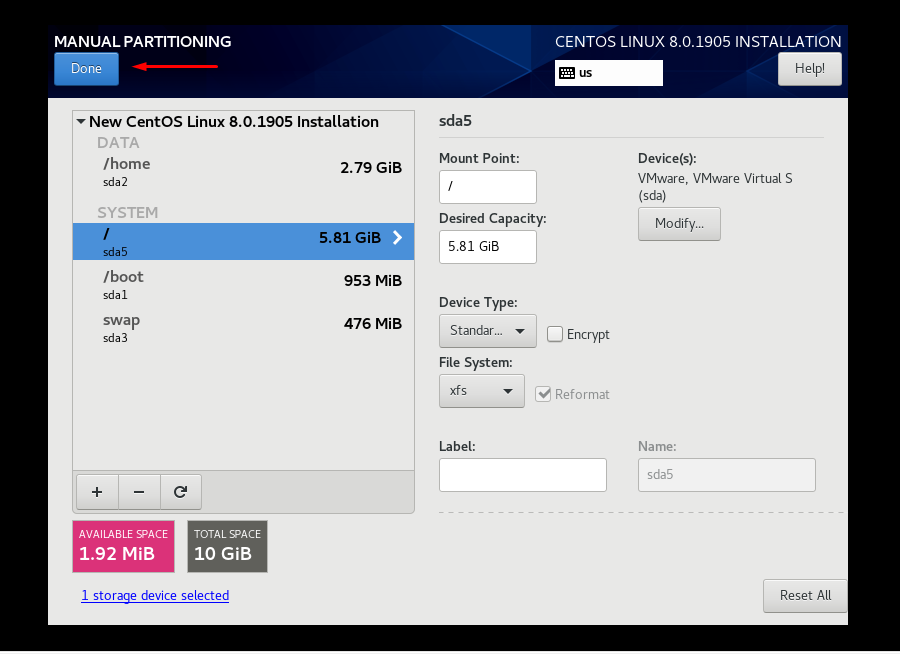 MANUAL PARTITIONING
CENTOS LINUX 8.0.1905 INSTALLATION
Done
us
Help!
New CentOS Linux 8.0.1905 Installation
DATA
/home
2.79 GiB
sda2
SYSTEM
/
5.81 GiB
sda5
/boot
953 MiB
sda1
swap
476 MiB
sda3
+ −
AVAILABLE SPACE
1.92 MiB
TOTAL SPACE
10 GiB
1 storage device selected
sda5
Mount Point:
/
Device(s):
VMware, VMware Virtual S
(sda)
Modify...
Desired Capacity:
5.81 GiB
Device Type:
Standar...
Encrypt
File System:
xfs
Reformat
Label:
Name:
sda5
Reset All